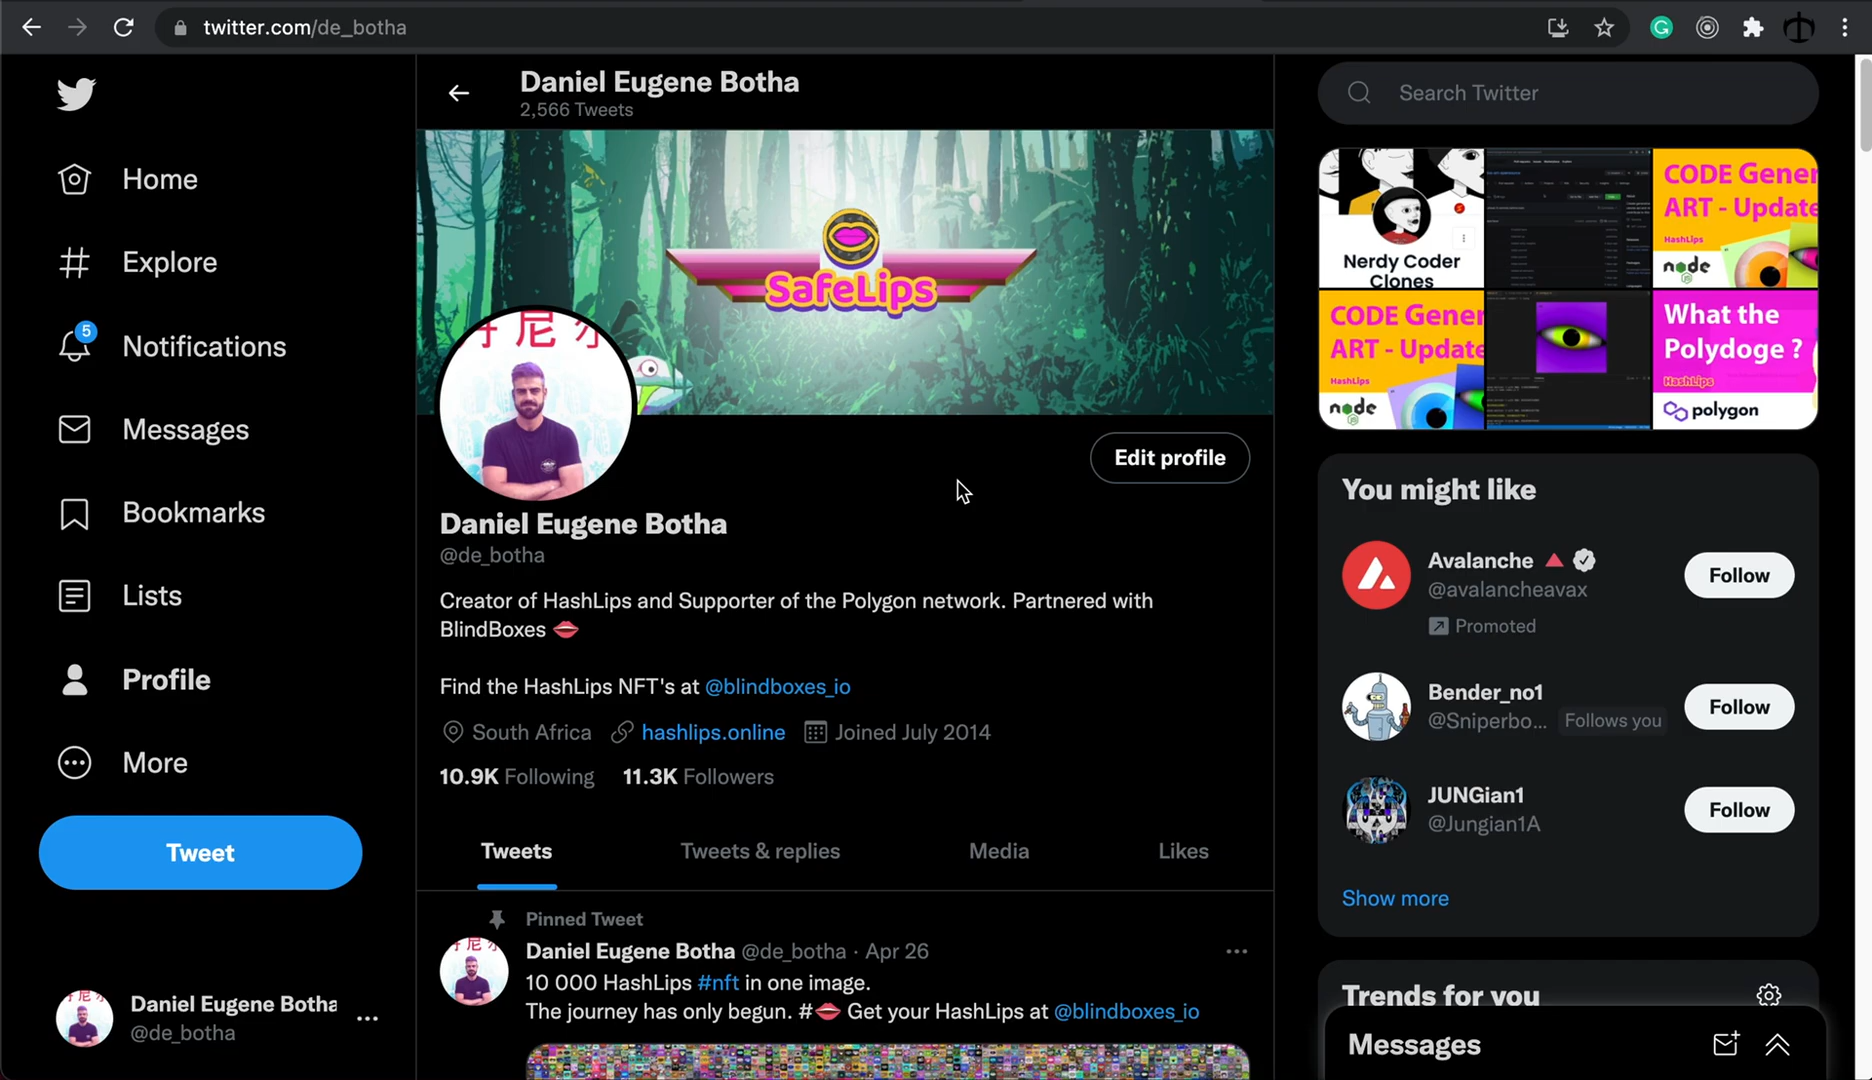 twitter.com/de_botha
Daniel Eugene Botha
2,566 Tweets
Search Twitter
Home
Explore
5
Notifications
Messages
Bookmarks
Lists
Profile
More
Tweet
Daniel Eugene Botha
@de_botha
SafeLips
Edit profile
Daniel Eugene Botha
@de_botha
Creator of HashLips and Supporter of the Polygon network. Partnered with
BlindBoxes 👄
Find the HashLips NFT's at @blindboxes_io
South Africa hashlips.online Joined July 2014
10.9K Following 11.3K Followers
Tweets Tweets & replies Media Likes
Pinned Tweet
Daniel Eugene Botha @de_botha · Apr 26
10 000 HashLips #nft in one image.
The journey has only begun. #👄 Get your HashLips at @blindboxes_io
Nerdy Coder
Clones
CODE Gener
ART - Update
HashLips
node
CODE Gener
ART - Update
HashLips
node
What the
Polydoge ?
HashLips
polygon
You might like
Avalanche
@avalancheavax
Promoted
Follow
Bender_no1
@Sniperbo... Follows you
Follow
JUNGian1
@Jungian1A
Follow
Show more
Trends for you
Messages